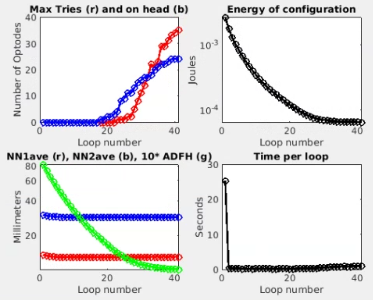 Max Tries (r) and on head (b)
Number of Optodes
40
30
20
10
0
0 20 40
Loop number
Energy of configuration
Joules
10-3
10-4
0 20 40
Loop number
NN1ave (r), NN2ave (b), 10* ADFH (g)
Millimeters
80
60
40
20
0 20 40
Loop number
Time per loop
Seconds
30
20
10
0
0 20 40
Loop number